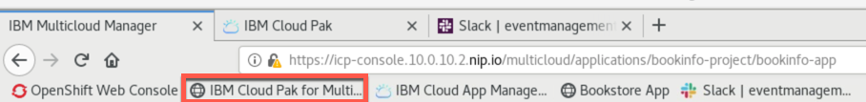 IBM Multicloud Manager IBM Cloud Pak Slack | eventmanagemen
https://icp-console.10.0.10.2.nip.io/multicloud/applications/bookinfo-project/bookinfo-app
OpenShift Web Console IBM Cloud Pak for Multi... IBM Cloud App Manage... Bookstore App Slack | eventmanagem...